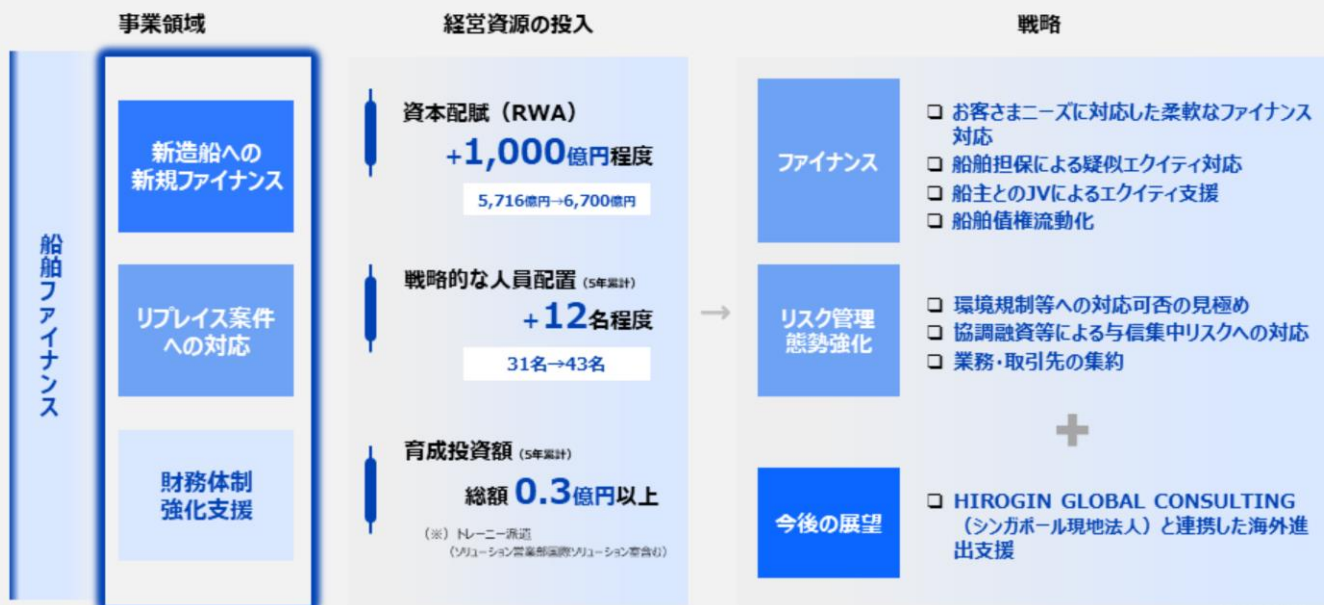 事業領域
経営資源の投入
戦略
船舶ファイナンス
新造船への
新規ファイナンス
リプレイス案件
への対応
財務体制
強化支援
資本配賦（RWA）
+1,000億円程度
5,716億円→6,700億円
戦略的な人員配置（5年累計）
+12名程度
31名→43名
育成投資額（5年累計）
総額 0.3億円以上
（※）トレーニー派遣
（ソリューション営業部国際ソリューション室含む）
→
ファイナンス
❑ お客さまニーズに対応した柔軟なファイナンス
対応
❑ 船舶担保による疑似エクイティ対応
❑ 船主とのJVによるエクイティ支援
❑ 船舶債権流動化
リスク管理
態勢強化
❑ 環境規制等への対応可否の見極め
❑ 協調融資等による与信集中リスクへの対応
❑ 業務・取引先の集約
+
今後の展望
❑ HIROGIN GLOBAL CONSULTING
（シンガポール現地法人）と連携した海外進
出支援